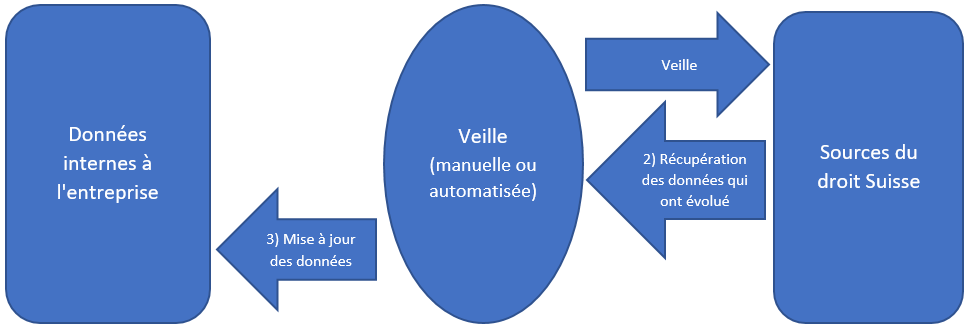 Données
internes à
l'entreprise
3) Mise à jour
des données
Veille
(manuelle ou
automatisée)
Veille
2) Récupération
des données qui
ont évolué
Sources du
droit Suisse